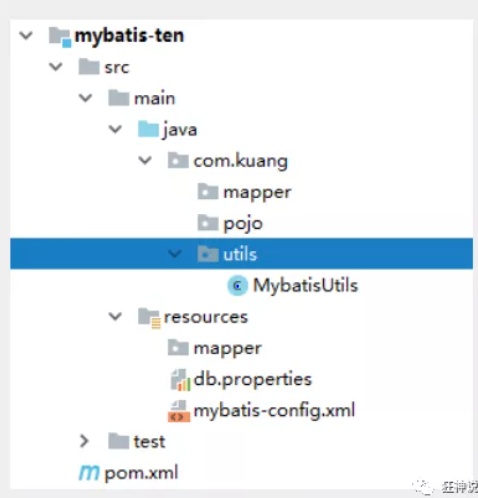 mybatis-ten
src
main
java
com.kuang
mapper
pojo
utils
MybatisUtils
resources
mapper
db.properties
mybatis-config.xml
test
pom.xml
狂神说